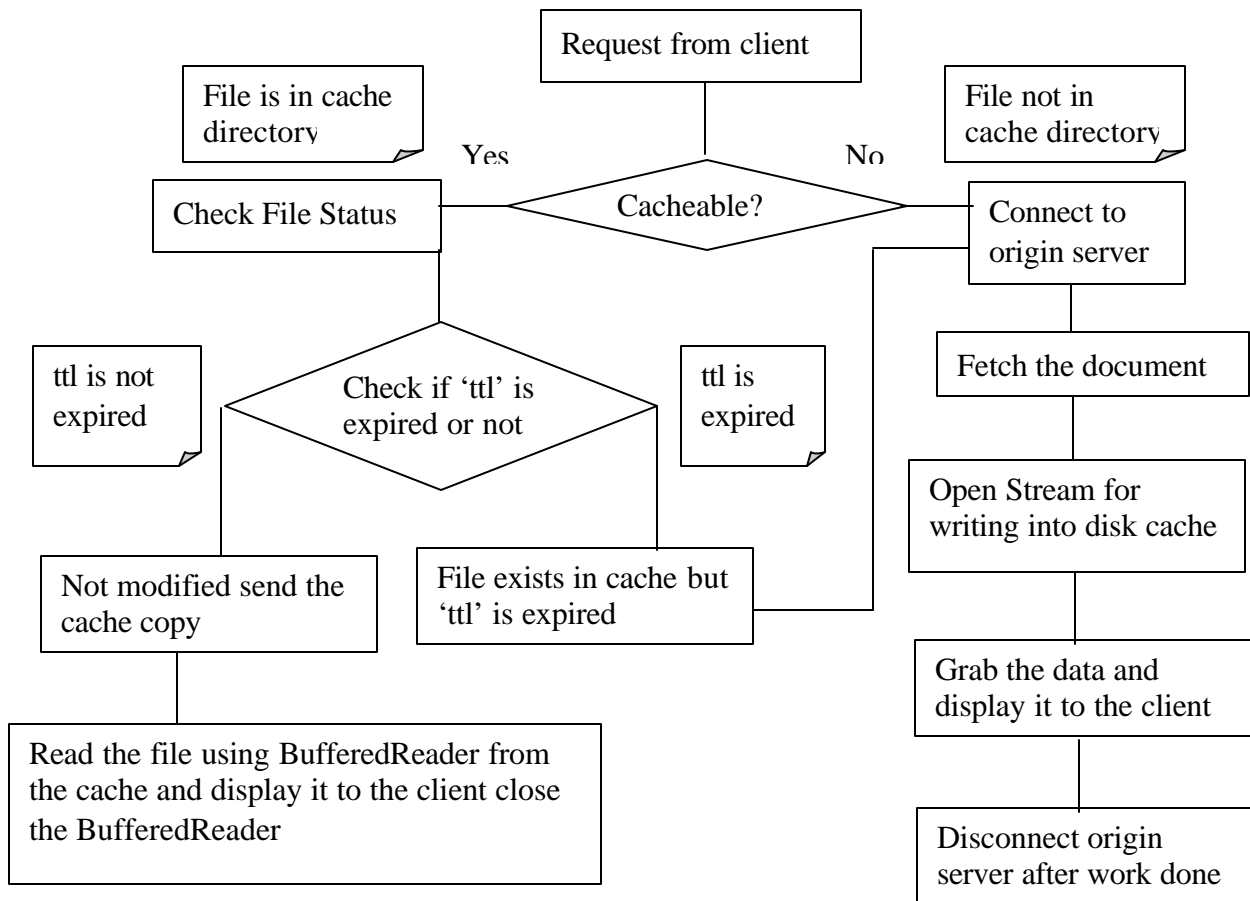 Request from client
File is in cache
directory
File not in
cache directory
Yes
No
Check File Status
Cacheable?
Connect to
origin server
ttl is not
expired
Check if ‘ttl’ is
expired or not
ttl is
expired
Fetch the document
Open Stream for
writing into disk cache
Not modified send the
cache copy
File exists in cache but
‘ttl’ is expired
Grab the data and
display it to the client
Read the file using BufferedReader from
the cache and display it to the client close
the BufferedReader
Disconnect origin
server after work done